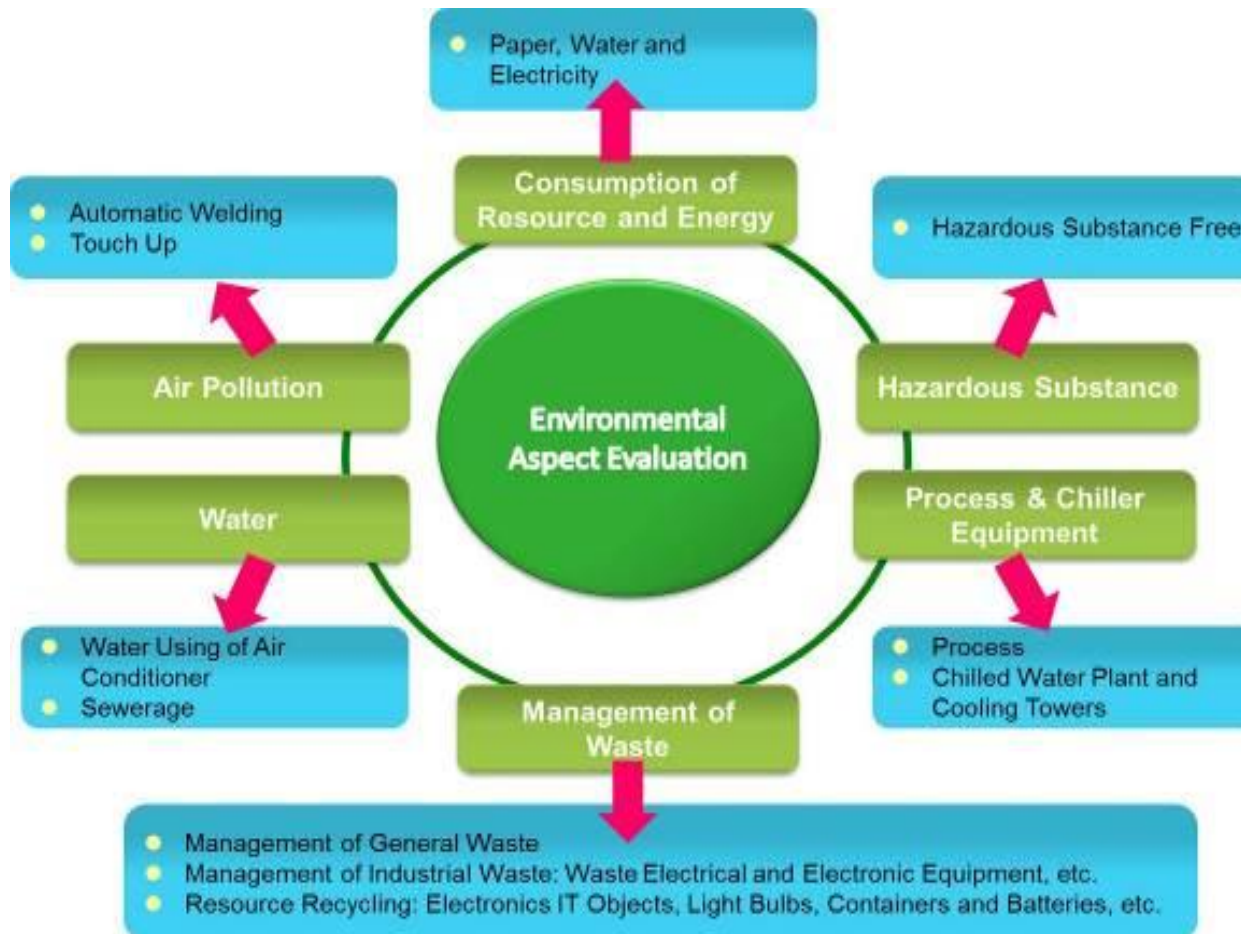 Paper, Water and
Electricity
Consumption of
Resource and Energy
Automatic Welding
Touch Up
Hazardous Substance Free
Air Pollution
Hazardous Substance
Environmental
Aspect Evaluation
Water
Process & Chiller
Equipment
Water Using of Air
Conditioner
Sewerage
Process
Chilled Water Plant and
Cooling Towers
Management of
Waste
Management of General Waste
Management of Industrial Waste: Waste Electrical and Electronic Equipment, etc.
Resource Recycling: Electronics IT Objects, Light Bulbs, Containers and Batteries, etc.